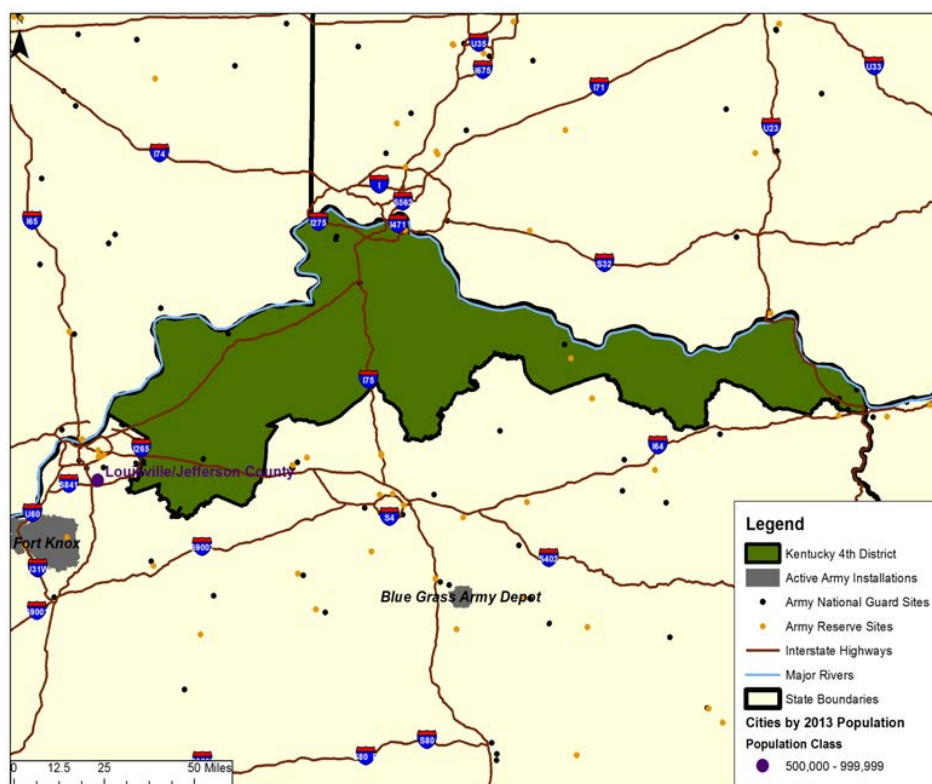 U35
I675
I71
U33
U23
I74
I
S562
I65
I275
I471
S32
I75
I265
Louisville/Jefferson County
S841
I64
U60
Fort Knox
S4
S900
S402
I31W
Blue Grass Army Depot
S900
S80
S80
0 12.5 25 50 Miles
Legend
Kentucky 4th District
Active Army Installations
Army National Guard Sites
Army Reserve Sites
Interstate Highways
Major Rivers
State Boundaries
Cities by 2013 Population
Population Class
500,000 - 999,999